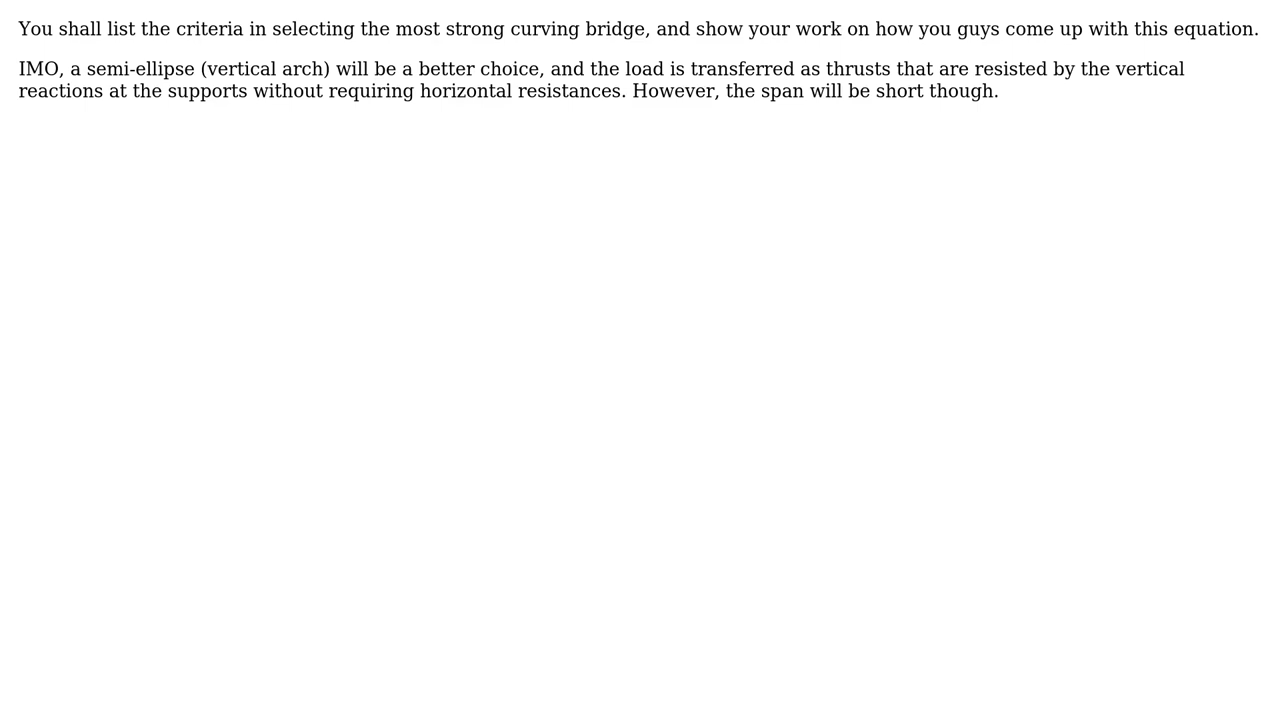 You shall list the criteria in selecting the most strong curving bridge, and show your work on how you guys come up with this equation.
IMO, a semi-ellipse (vertical arch) will be a better choice, and the load is transferred as thrusts that are resisted by the vertical
reactions at the supports without requiring horizontal resistances. However, the span will be short though.